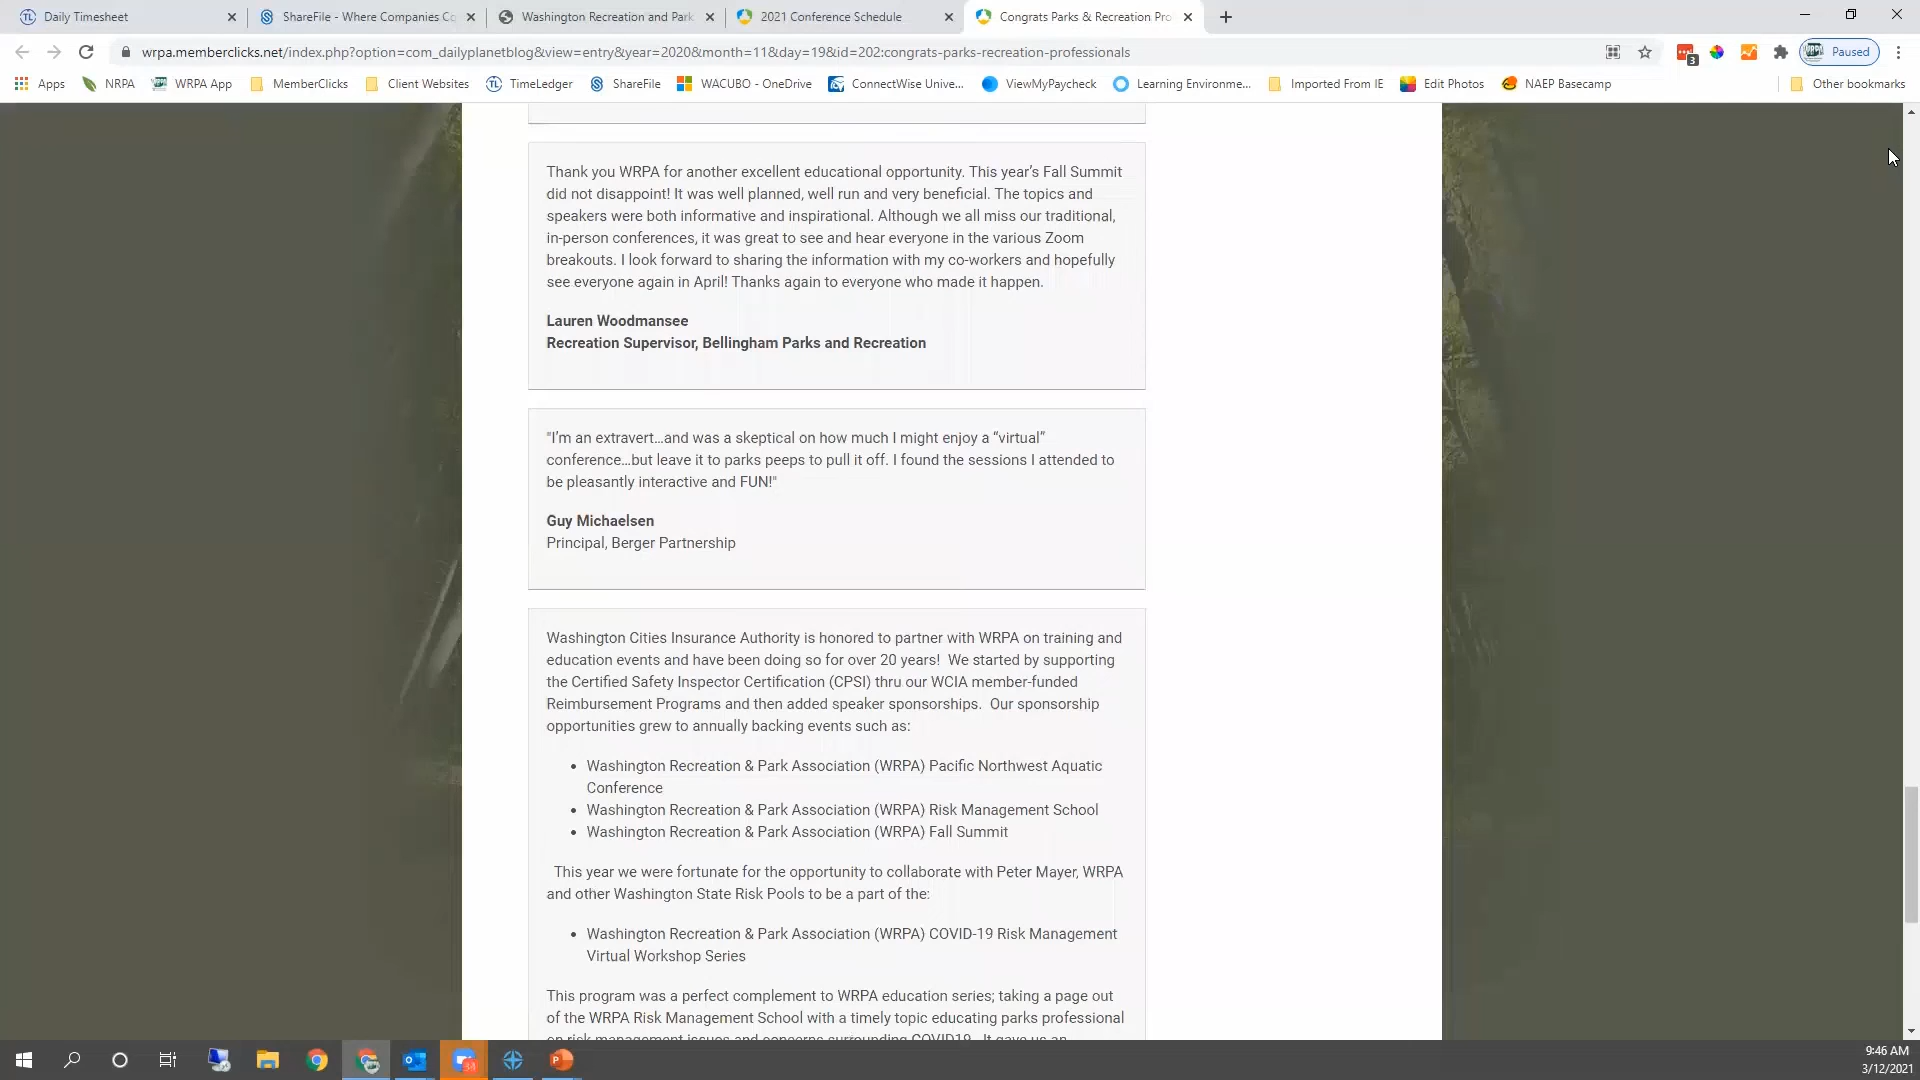 Daily Timesheet
ShareFile - Where Companies Co
Washington Recreation and Park
2021 Conference Schedule
Congrats Parks & Recreation Pro
wrpa.memberclicks.net/index.php?option=com_dailyplanetblog&view=entry&year=2020&month=11&day=19&id=202:congrats-parks-recreation-professionals
3
Paused
Apps
NRPA
WRPA App
MemberClicks
Client Websites
TimeLedger
ShareFile
WACUBO - OneDrive
ConnectWise Unive...
ViewMyPaycheck
Learning Environme...
Imported From IE
Edit Photos
NAEP Basecamp
Other bookmarks
Thank you WRPA for another excellent educational opportunity. This year’s Fall Summit
did not disappoint! It was well planned, well run and very beneficial. The topics and
speakers were both informative and inspirational. Although we all miss our traditional,
in-person conferences, it was great to see and hear everyone in the various Zoom
breakouts. I look forward to sharing the information with my co-workers and hopefully
see everyone again in April! Thanks again to everyone who made it happen.
Lauren Woodmansee
Recreation Supervisor, Bellingham Parks and Recreation
"I’m an extravert…and was a skeptical on how much I might enjoy a “virtual”
conference…but leave it to parks peeps to pull it off. I found the sessions I attended to
be pleasantly interactive and FUN!"
Guy Michaelsen
Principal, Berger Partnership
Washington Cities Insurance Authority is honored to partner with WRPA on training and
education events and have been doing so for over 20 years!  We started by supporting
the Certified Safety Inspector Certification (CPSI) thru our WCIA member-funded
Reimbursement Programs and then added speaker sponsorships.  Our sponsorship
opportunities grew to annually backing events such as:
• Washington Recreation & Park Association (WRPA) Pacific Northwest Aquatic
Conference
• Washington Recreation & Park Association (WRPA) Risk Management School
• Washington Recreation & Park Association (WRPA) Fall Summit
This year we were fortunate for the opportunity to collaborate with Peter Mayer, WRPA
and other Washington State Risk Pools to be a part of the:
• Washington Recreation & Park Association (WRPA) COVID-19 Risk Management
Virtual Workshop Series
This program was a perfect complement to WRPA education series; taking a page out
of the WRPA Risk Management School with a timely topic educating parks professional
on risk management issues and concerns surrounding COVID19.  It gave us an
9:46 AM
3/12/2021